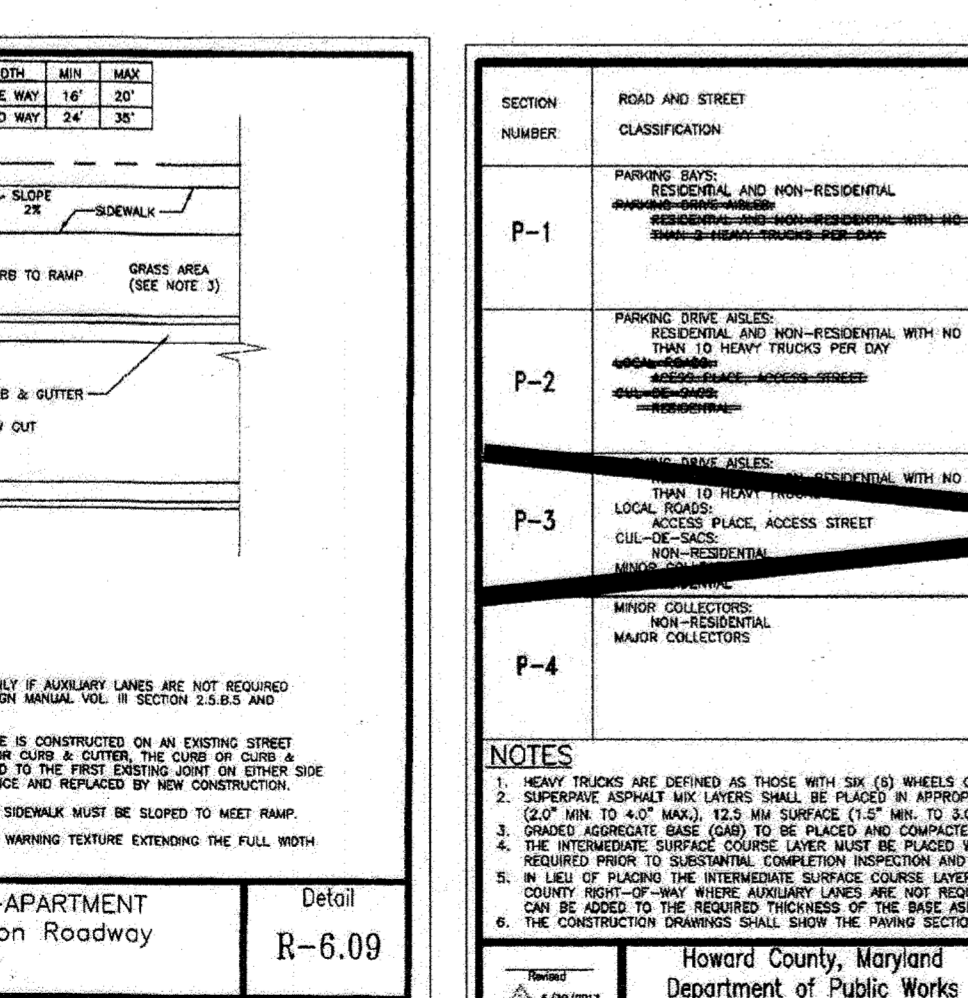 DTH MIN MAX
E WAY 16' 20'
O WAY 24' 35'
SLOPE
2%
SIDEWALK
RB TO RAMP
GRASS AREA
(SEE NOTE 3)
B & GUTTER
CUT
LY IF AUXILIARY LANES ARE NOT REQUIRED
GN MANUAL VOL. III SECTION 2.5.B.5 AND
E IS CONSTRUCTED ON AN EXISTING STREET
R CURB & CUTTER, THE CURB OR CURB &
D TO THE FIRST EXISTING JOINT ON EITHER SIDE
ICE AND REPLACED BY NEW CONSTRUCTION.
SIDEWALK MUST BE SLOPED TO MEET RAMP.
WARNING TEXTURE EXTENDING THE FULL WIDTH
-APARTMENT
on Roadway
Detail
R-6.09
SECTION
NUMBER
ROAD AND STREET
CLASSIFICATION
P-1
PARKING BAYS:
RESIDENTIAL AND NON-RESIDENTIAL
PARKING DRIVE AISLES:
RESIDENTIAL AND NON-RESIDENTIAL WITH NO
THAN 2 HEAVY TRUCKS PER DAY
P-2
PARKING DRIVE AISLES:
RESIDENTIAL AND NON-RESIDENTIAL WITH NO
THAN 10 HEAVY TRUCKS PER DAY
LOCAL ROADS:
ACESS PLACE, ACCESS STREET
CUL-DE-SACS:
RESIDENTIAL
P-3
DRIVE AISLES:
RESIDENTIAL WITH NO
THAN 10 HEAVY
LOCAL ROADS:
ACCESS PLACE, ACCESS STREET
CUL-DE-SACS:
NON-RESIDENTIAL
MINOR
P-4
MINOR COLLECTORS:
NON-RESIDENTIAL
MAJOR COLLECTORS
NOTES
1. HEAVY TRUCKS ARE DEFINED AS THOSE WITH SIX (6) WHEELS
2. SUPERPAVE ASPHALT MIX LAYERS SHALL BE PLACED IN APPROP
(2.0" MIN. TO 4.0" MAX.), 12.5 MM SURFACE (1.5" MIN. TO 3.0
3. GRADED AGGREGATE BASE (GAB) TO BE PLACED AND COMPACTE
4. THE INTERMEDIATE SURFACE COURSE LAYER MUST BE PLACED
REQUIRED PRIOR TO SUBSTANTIAL COMPLETION INSPECTION AND
5. IN LIEU OF PLACING THE INTERMEDIATE SURFACE COURSE LAYER
COUNTY RIGHT-OF-WAY WHERE AUXILIARY LANES ARE NOT REQU
CAN BE ADDED TO THE REQUIRED THICKNESS OF THE BASE AS
6. THE CONSTRUCTION DRAWINGS SHALL SHOW THE PAVING SECTIO
Revised
Howard County, Maryland
Department of Public Works